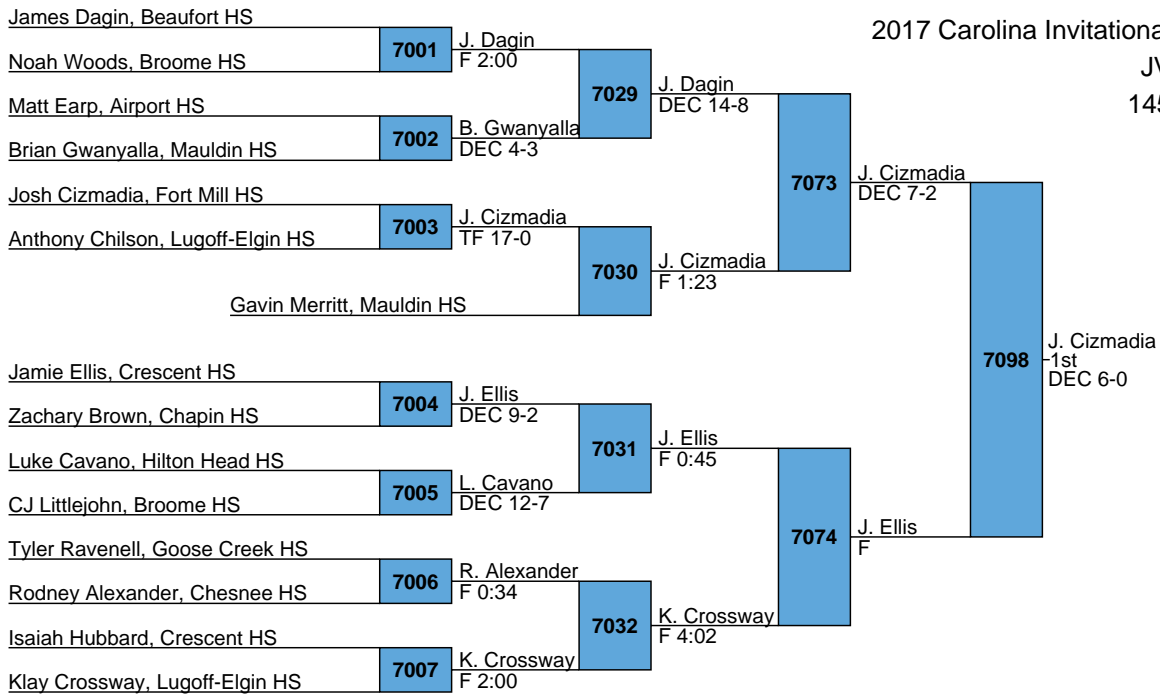 2017 Carolina Invitationa
JV
145
James Dagin, Beaufort HS
7001
Noah Woods, Broome HS
J. Dagin
F 2:00
Matt Earp, Airport HS
7002
Brian Gwanyalla, Mauldin HS
B. Gwanyalla
DEC 4-3
7029
J. Dagin
DEC 14-8
Josh Cizmadia, Fort Mill HS
7003
Anthony Chilson, Lugoff-Elgin HS
J. Cizmadia
TF 17-0
Gavin Merritt, Mauldin HS
7030
J. Cizmadia
F 1:23
7073
J. Cizmadia
DEC 7-2
Jamie Ellis, Crescent HS
7004
Zachary Brown, Chapin HS
J. Ellis
DEC 9-2
Luke Cavano, Hilton Head HS
7005
CJ Littlejohn, Broome HS
L. Cavano
DEC 12-7
7031
J. Ellis
F 0:45
Tyler Ravenell, Goose Creek HS
7006
Rodney Alexander, Chesnee HS
R. Alexander
F 0:34
Isaiah Hubbard, Crescent HS
7007
Klay Crossway, Lugoff-Elgin HS
K. Crossway
F 2:00
7032
K. Crossway
F 4:02
7074
J. Ellis
F
7098
J. Cizmadia
1st
DEC 6-0